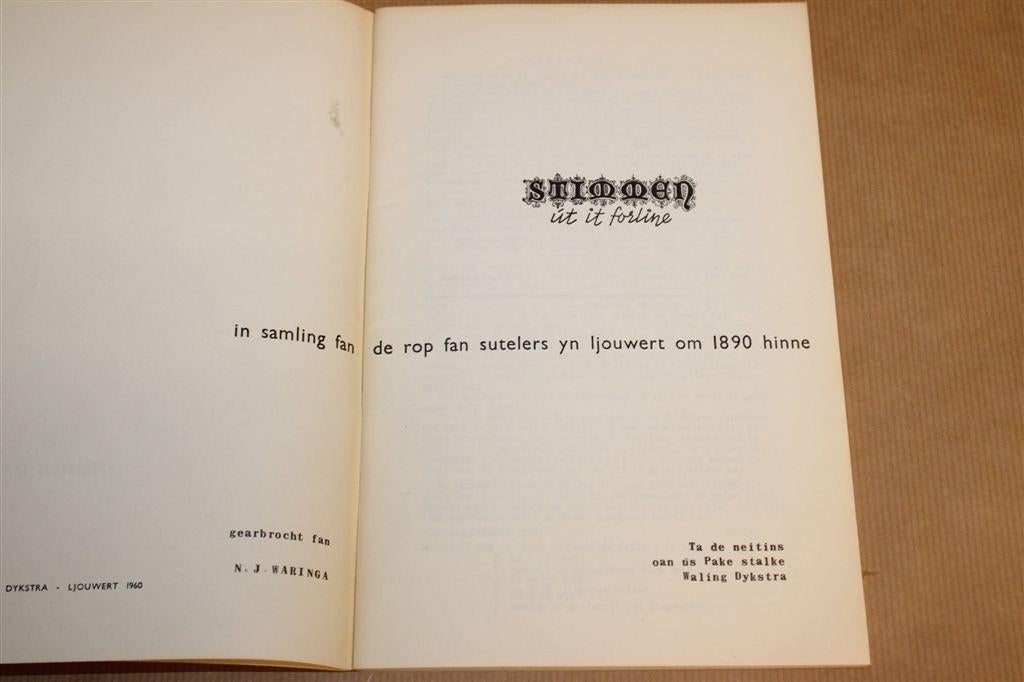 STIMMEN
út it forline
in samling fan de rop fan sutelers yn ljouwert om 1890 hinne
gearbrocht fan
N. J. WARINGA
DYKSTRA - LJOUWERT 1960
Ta de neitins
oan ús Pake stalke
Waling Dykstra